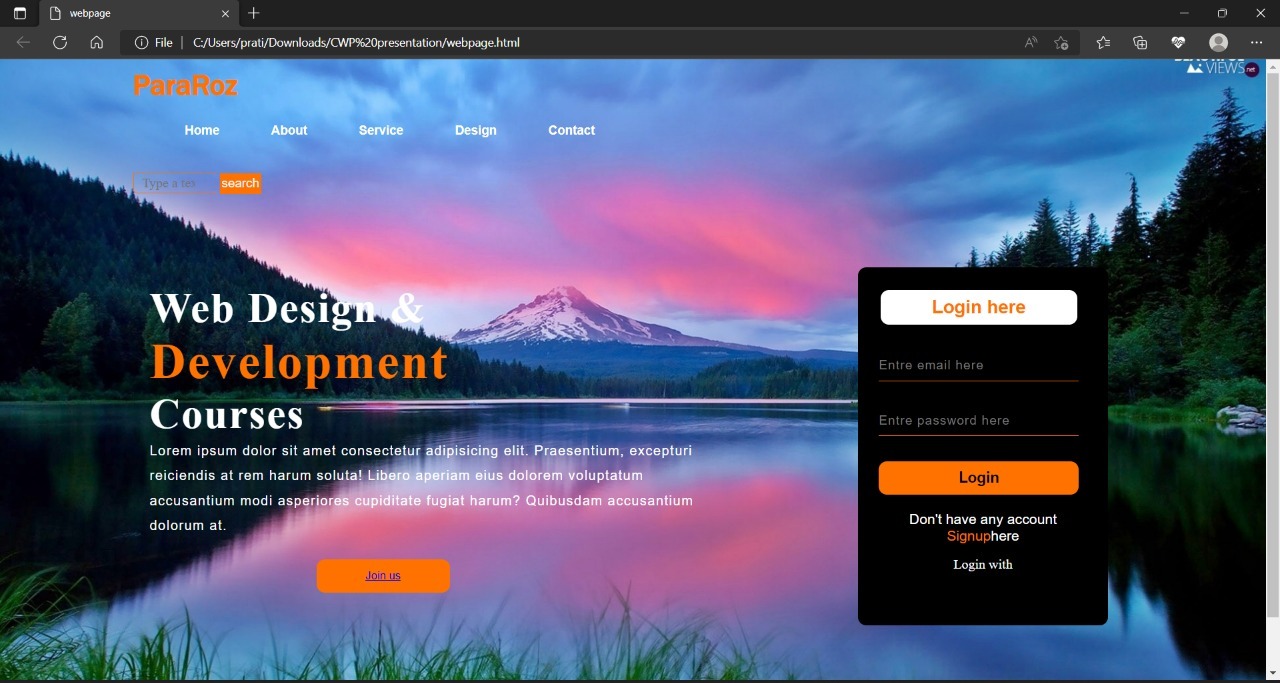 webpage
File
C:/Users/prati/Downloads/CWP%20presentation/webpage.html
VIEWS net
ParaRoz
Home About Service Design Contact
Type a tex search
Web Design &
Development
Courses
Lorem ipsum dolor sit amet consectetur adipisicing elit. Praesentium, excepturi
reiciendis at rem harum soluta! Libero aperiam eius dolorem voluptatum
accusantium modi asperiores cupiditate fugiat harum? Quibusdam accusantium
dolorum at.
Join us
Login here
Entre email here
Entre password here
Login
Don't have any account
Signuphere
Login with